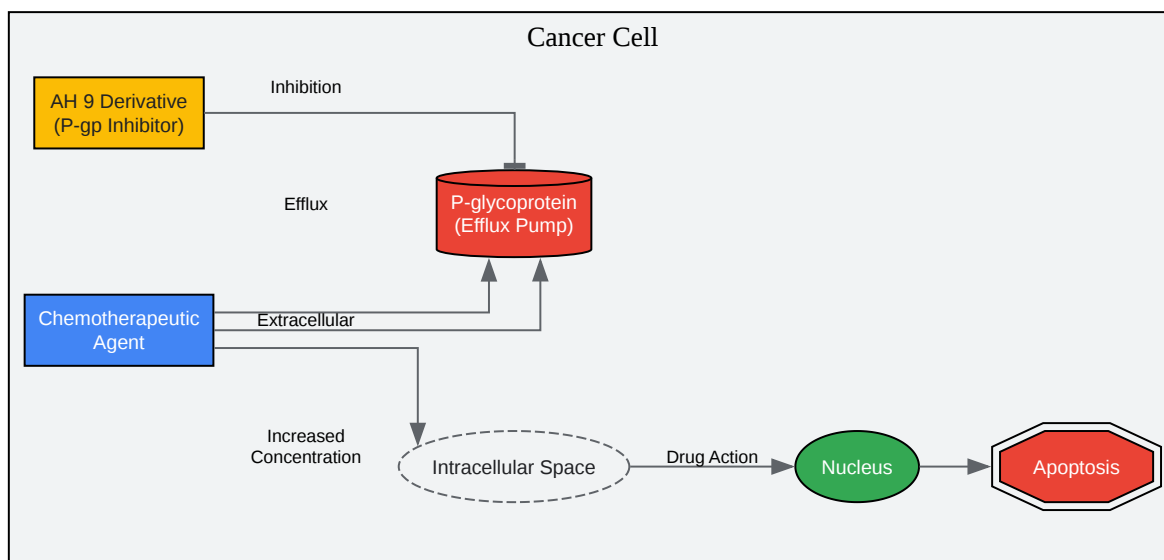 Cancer Cell
Inhibition
AH 9 Derivative
(P-gp Inhibitor)
Efflux
P-glycoprotein
(Efflux Pump)
Chemotherapeutic
Agent
Extracellular
Increased
Concentration
Intracellular Space
Drug Action
Nucleus
Apoptosis